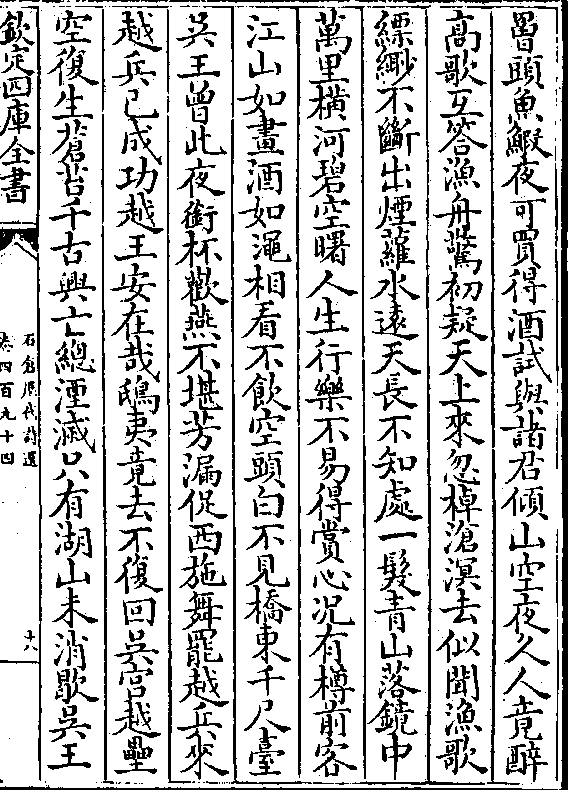 罾頭魚鰕夜可買得酒試與諸君傾山空夜久人竟醉
高歌互答漁舟驚初疑天上來忽棹滄溟去似聞漁歌
縹緲不斷出煙蘿水遠天長不知處一髮青山落鏡中
萬里橫河碧空曙人生行樂不易得賞心况有樽前客
江山如畫酒如澠相看不飲空頭白不見橋東千尺臺
吳王曾此夜銜杯歡燕不堪芳漏促西施舞罷越兵來
越兵已成功越王安在哉鴟夷竟去不復回吳宮越壘
空復生蒼苔千古興亡總湮滅只有湖山未消歇吳王
欽定四庫全書
石倉歷代詩選
卷四百九十四
十八